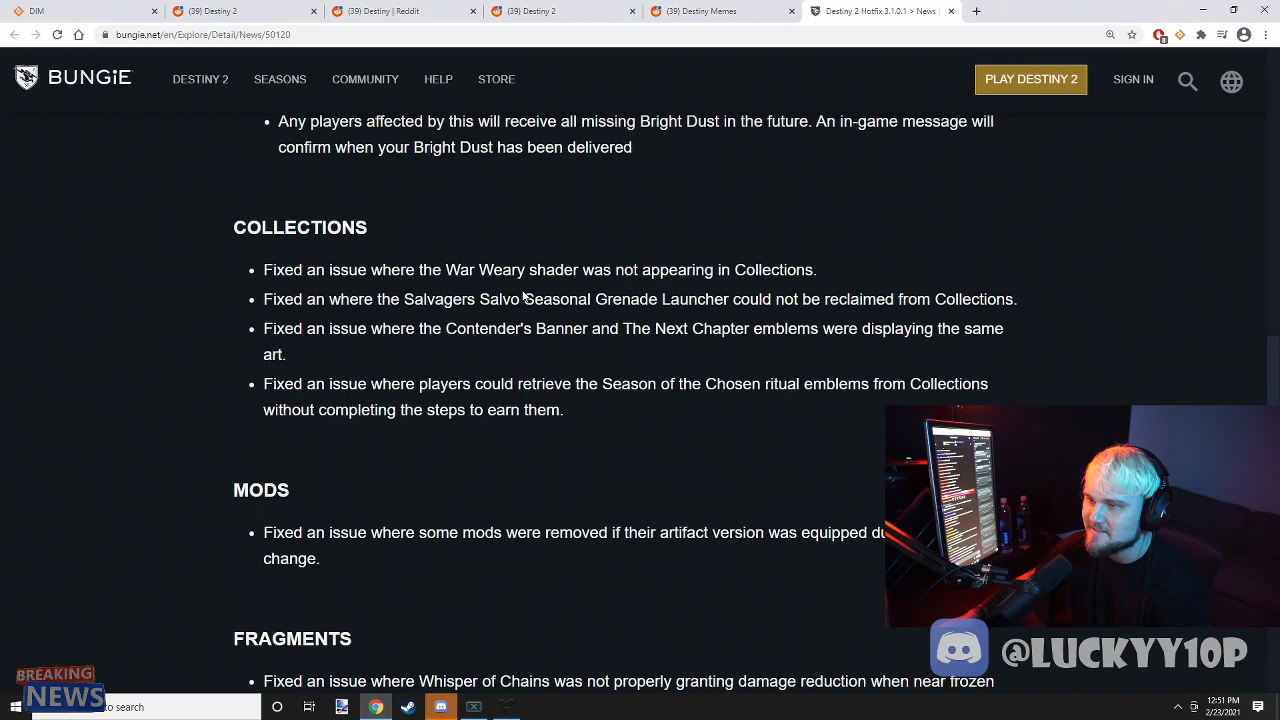 DIM
(39) Destiny 2
(39) Destiny | Reddit
(39) Destiny 2
(39) Destiny Memes
Destiny 2 Hotfix 3.1.0.1 > News |
bungie.net/en/Explore/Detail/News/50120
8
BUNGiE
DESTINY 2
SEASONS
COMMUNITY
HELP
STORE
PLAY DESTINY 2
SIGN IN
Any players affected by this will receive all missing Bright Dust in the future. An in-game message will
confirm when your Bright Dust has been delivered
COLLECTIONS
Fixed an issue where the War Weary shader was not appearing in Collections.
Fixed an where the Salvagers Salvo Seasonal Grenade Launcher could not be reclaimed from Collections.
Fixed an issue where the Contender's Banner and The Next Chapter emblems were displaying the same
art.
Fixed an issue where players could retrieve the Season of the Chosen ritual emblems from Collections
without completing the steps to earn them.
MODS
Fixed an issue where some mods were removed if their artifact version was equipped du
change.
FRAGMENTS
Fixed an issue where Whisper of Chains was not properly granting damage reduction when near frozen
@LUCKYY10P
BREAKING
NEWS
to search
12:51 PM
2/23/2021